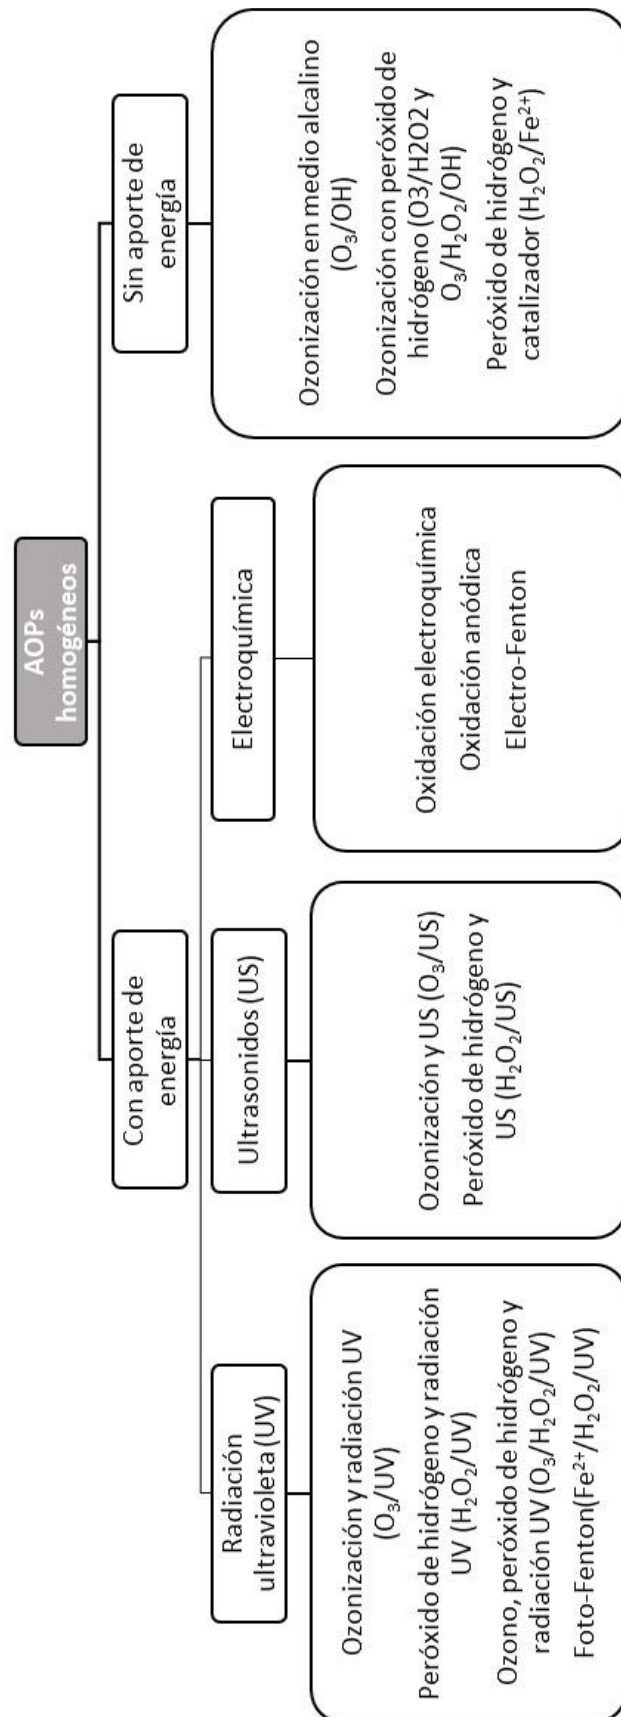 AOPs
homogéneos
Con aporte de
energía
Sin aporte de
energía
Radiación
ultravioleta (UV)
Ultrasonidos (US)
Electroquímica
Ozonización y radiación UV
(O₃/UV)
Peróxido de hidrógeno y radiación
UV (H₂O₂/UV)
Ozono, peróxido de hidrógeno y
radiación UV (O₃/H₂O₂/UV)
Foto-Fenton(Fe²⁺/H₂O₂/UV)
Ozonización y US (O₃/US)
Peróxido de hidrógeno y
US (H₂O₂/US)
Oxidación electroquímica
Oxidación anódica
Electro-Fenton
Ozonización en medio alcalino
(O₃/OH)
Ozonización con peróxido de
hidrógeno (O3/H2O2 y
O₃/H₂O₂/OH)
Peróxido de hidrógeno y
catalizador (H₂O₂/Fe²⁺)